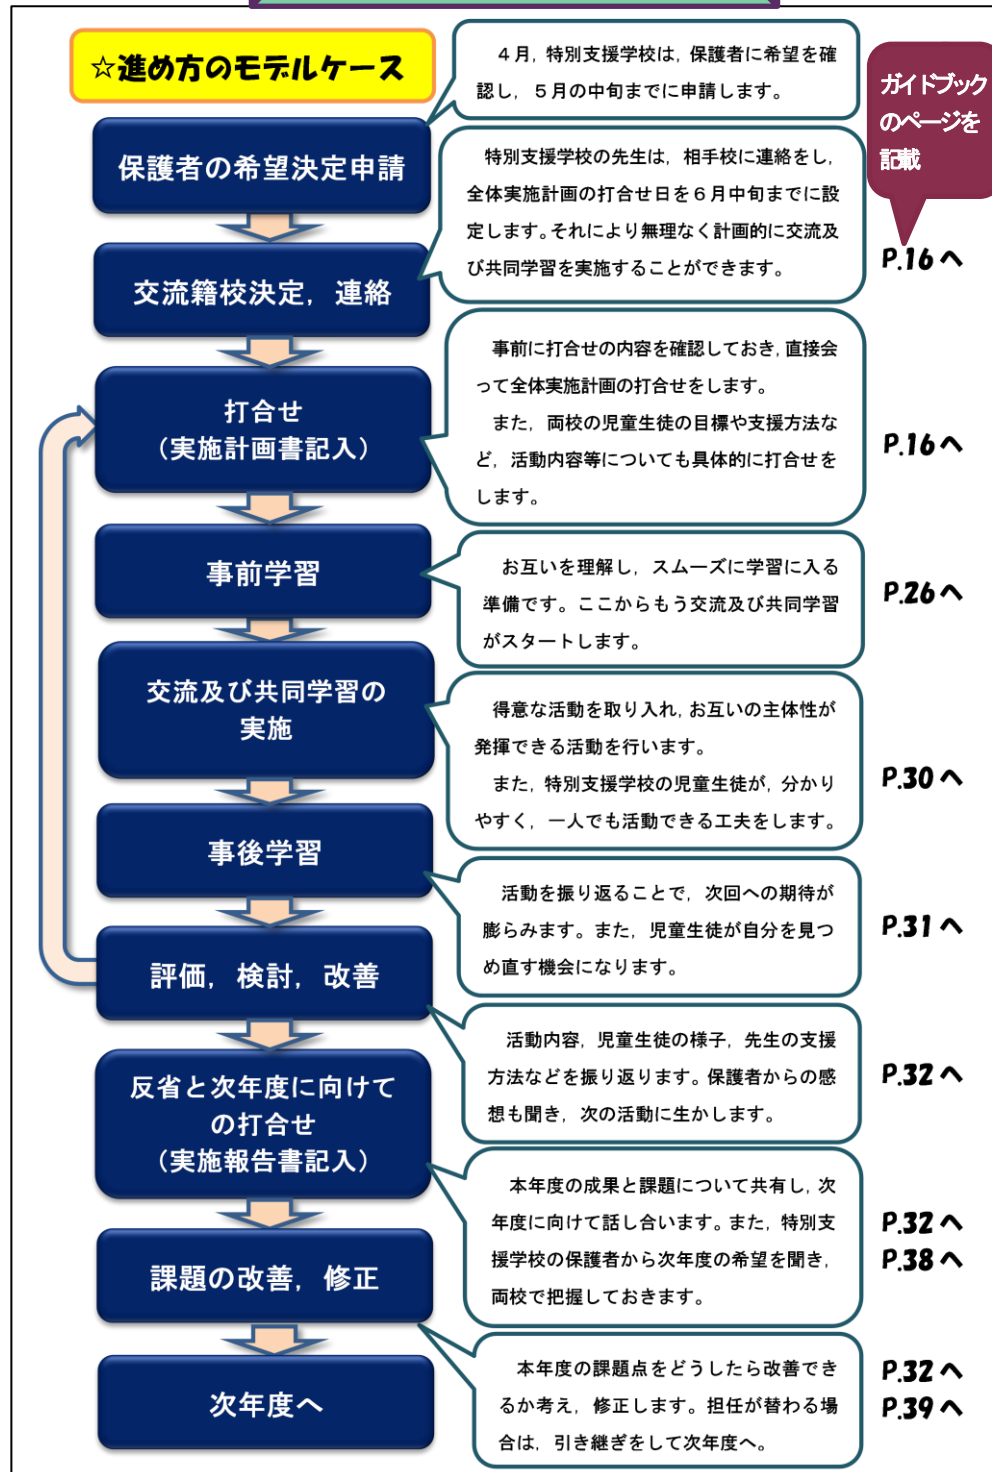 ☆進め方のモデルケース
４月，特別支援学校は，保護者に希望を確
認し，５月の中旬までに申請します。
ガイドブック
のページを
記載
保護者の希望決定申請
特別支援学校の先生は，相手校に連絡をし，
全体実施計画の打合せ日を６月中旬までに設
定します。それにより無理なく計画的に交流及
び共同学習を実施することができます。
P.16 へ
交流籍校決定，連絡
事前に打合せの内容を確認しておき，直接会
って全体実施計画の打合せをします。
また，両校の児童生徒の目標や支援方法な
ど，活動内容等についても具体的に打合せを
します。
P.16 へ
打合せ
（実施計画書記入）
事前学習
お互いを理解し，スムーズに学習に入る
準備です。ここからもう交流及び共同学習
がスタートします。
P.26 へ
交流及び共同学習の
実施
得意な活動を取り入れ，お互いの主体性が
発揮できる活動を行います。
また，特別支援学校の児童生徒が，分かり
やすく，一人でも活動できる工夫をします。
P.30 へ
事後学習
活動を振り返ることで，次回への期待が
膨らみます。また，児童生徒が自分を見つ
め直す機会になります。
P.31 へ
評価，検討，改善
活動内容，児童生徒の様子，先生の支援
方法などを振り返ります。保護者からの感
想も聞き，次の活動に生かします。
P.32 へ
反省と次年度に向けて
の打合せ
（実施報告書記入）
本年度の成果と課題について共有し，次
年度に向けて話し合います。また，特別支
援学校の保護者から次年度の希望を聞き，
両校で把握しておきます。
P.32 へ
P.38 へ
課題の改善，修正
本年度の課題点をどうしたら改善でき
るか考え，修正します。担任が替わる場
合は，引き継ぎをして次年度へ。
P.32 へ
P.39 へ
次年度へ